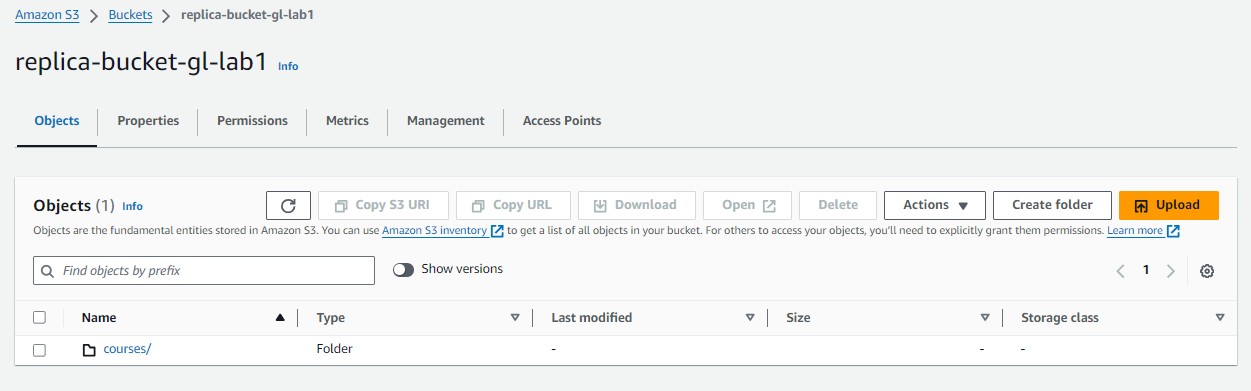 Amazon S3 > Buckets > replica-bucket-gl-lab1
replica-bucket-gl-lab1 Info
Objects Properties Permissions Metrics Management Access Points
Objects (1) Info Copy S3 URI Copy URL Download Open Delete Actions Create folder Upload
Objects are the fundamental entities stored in Amazon S3. You can use Amazon S3 inventory to get a list of all objects in your bucket. For others to access your objects, you'll need to explicitly grant them permissions. Learn more
Find objects by prefix Show versions 1
Name Type Last modified Size Storage class
courses/ Folder - - -